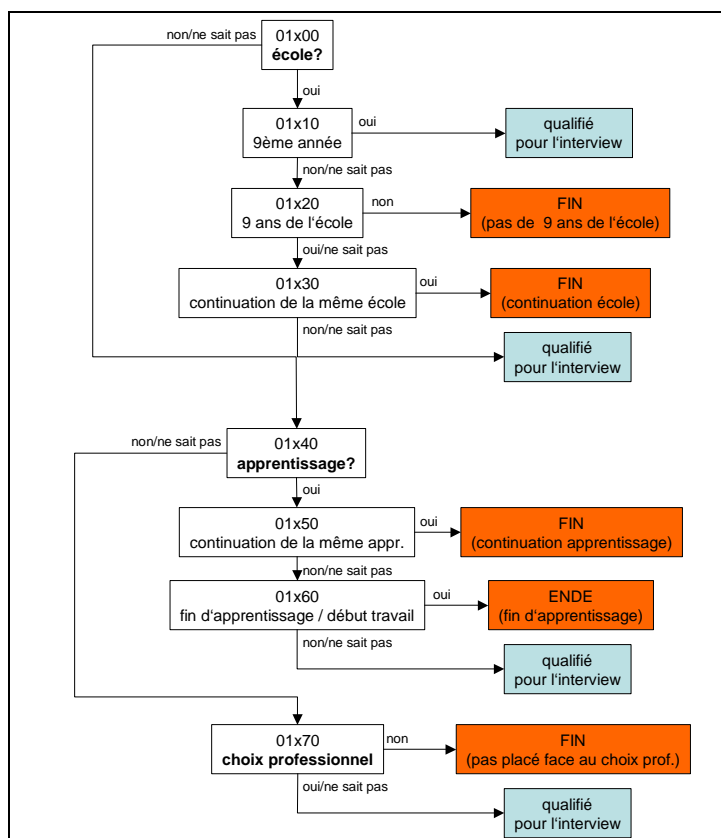 non/ne sait pas
01x00
école?
oui
01x10
9ème année
oui
qualifié
pour l‘interview
non/ne sait pas
01x20
9 ans de l‘école
non
FIN
(pas de 9 ans de l‘école)
oui/ne sait pas
01x30
continuation de la même école
oui
FIN
(continuation école)
non/ne sait pas
qualifié
pour l‘interview
non/ne sait pas
01x40
apprentissage?
oui
01x50
continuation de la même appr.
oui
FIN
(continuation apprentissage)
non/ne sait pas
01x60
fin d‘apprentissage / début travail
oui
ENDE
(fin d‘apprentissage)
non/ne sait pas
qualifié
pour l‘interview
01x70
choix professionnel
non
FIN
(pas placé face au choix prof.)
oui/ne sait pas
qualifié
pour l‘interview